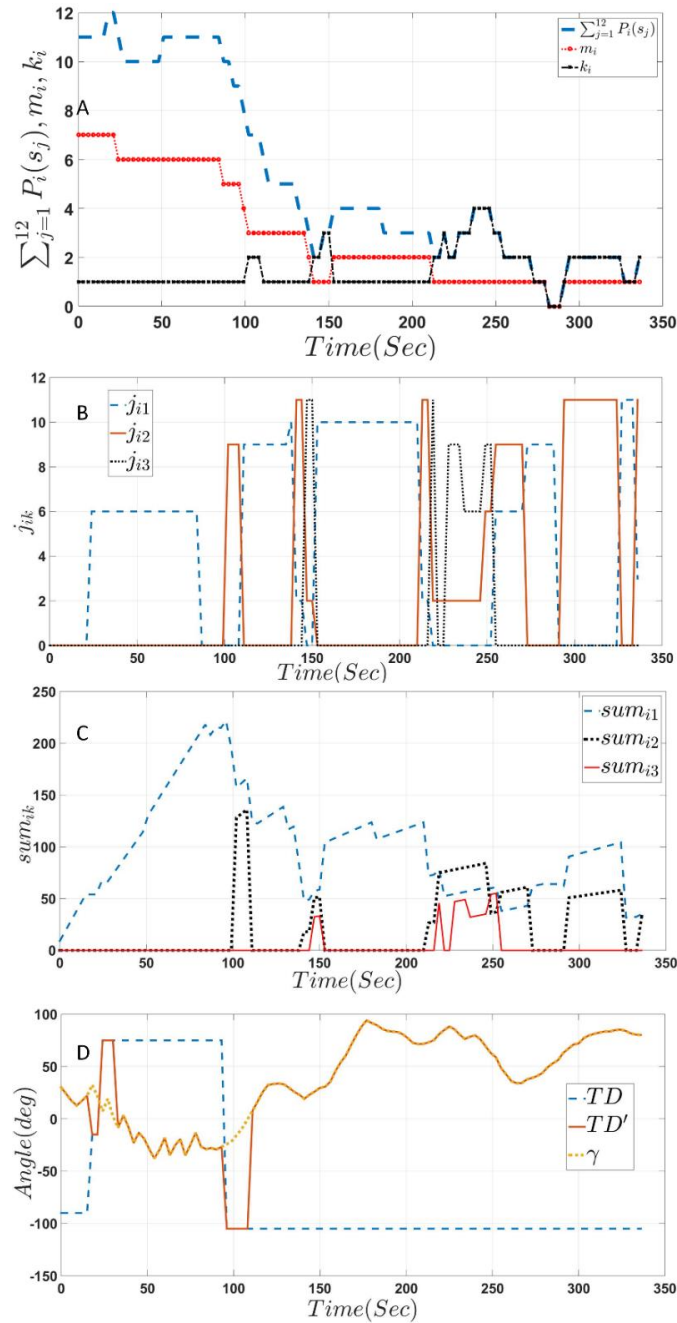 12
10
8
6
4
2
0
A
∑_{j=1}^{12} P_i(s_j), m_i, k_i
∑_{j=1}^{12} P_i(s_j)
m_i
k_i
0 50 100 150 200 250 300 350
Time(Sec)
12
10
8
6
4
2
0
B
j_{ik}
j_{i1}
j_{i2}
j_{i3}
0 50 100 150 200 250 300 350
Time(Sec)
250
200
150
100
50
0
C
sum_{ik}
sum_{i1}
sum_{i2}
sum_{i3}
0 50 100 150 200 250 300 350
Time(Sec)
100
50
0
-50
-100
-150
D
Angle(deg)
TD
TD′
γ
0 50 100 150 200 250 300 350
Time(Sec)